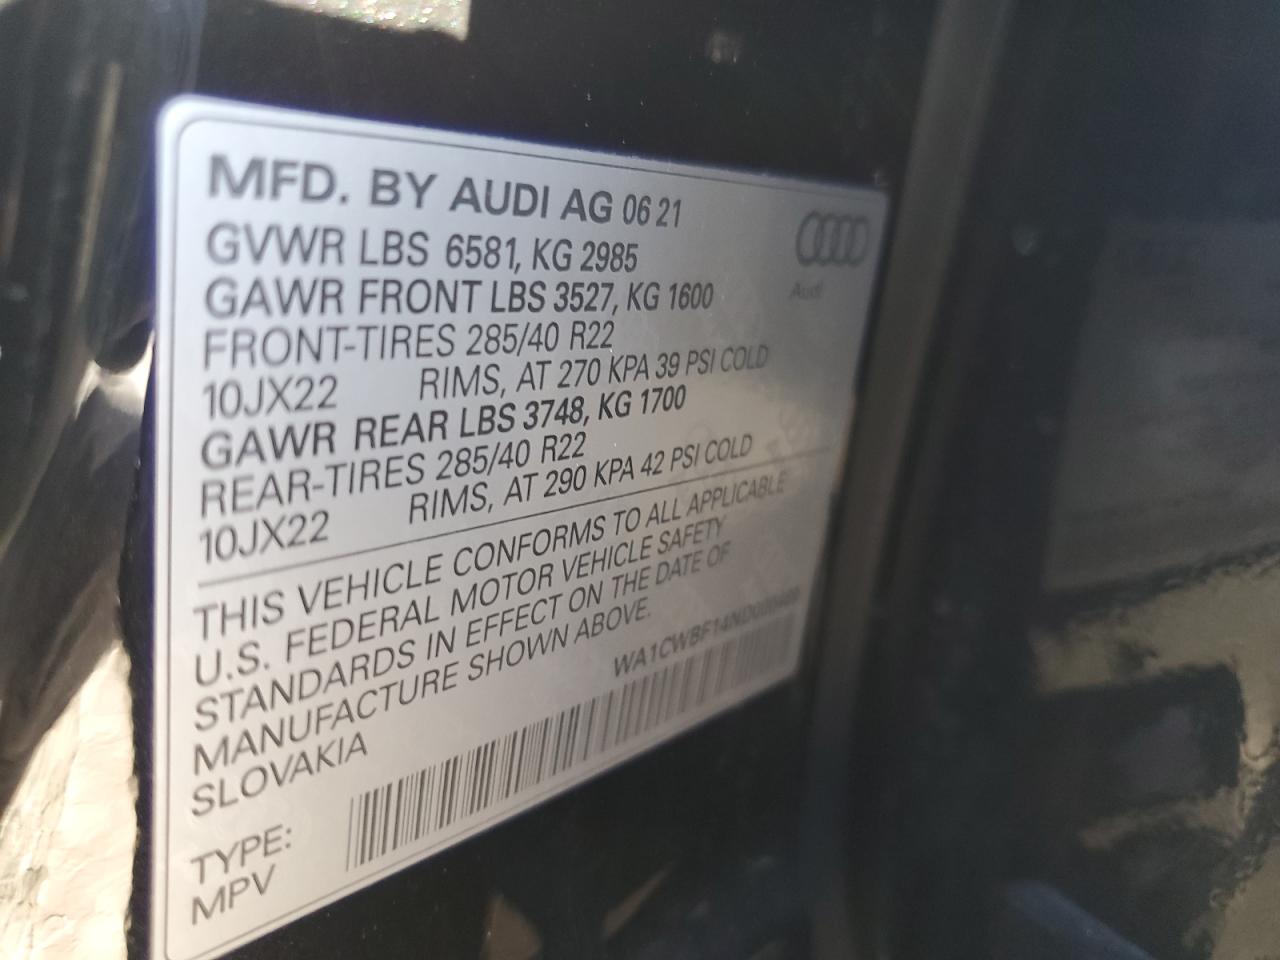 MFD. BY AUDI AG 06 21
GVWR LBS 6581, KG 2985
GAWR FRONT LBS 3527, KG 1600
FRONT-TIRES 285/40 R22
10JX22 RIMS, AT 270 KPA 39 PSI COLD
GAWR REAR LBS 3748, KG 1700
REAR-TIRES 285/40 R22
10JX22 RIMS, AT 290 KPA 42 PSI COLD
THIS VEHICLE CONFORMS TO ALL APPLICABLE
U.S. FEDERAL MOTOR VEHICLE SAFETY
STANDARDS IN EFFECT ON THE DATE OF
MANUFACTURE SHOWN ABOVE.
SLOVAKIA
TYPE:
MPV
Audi